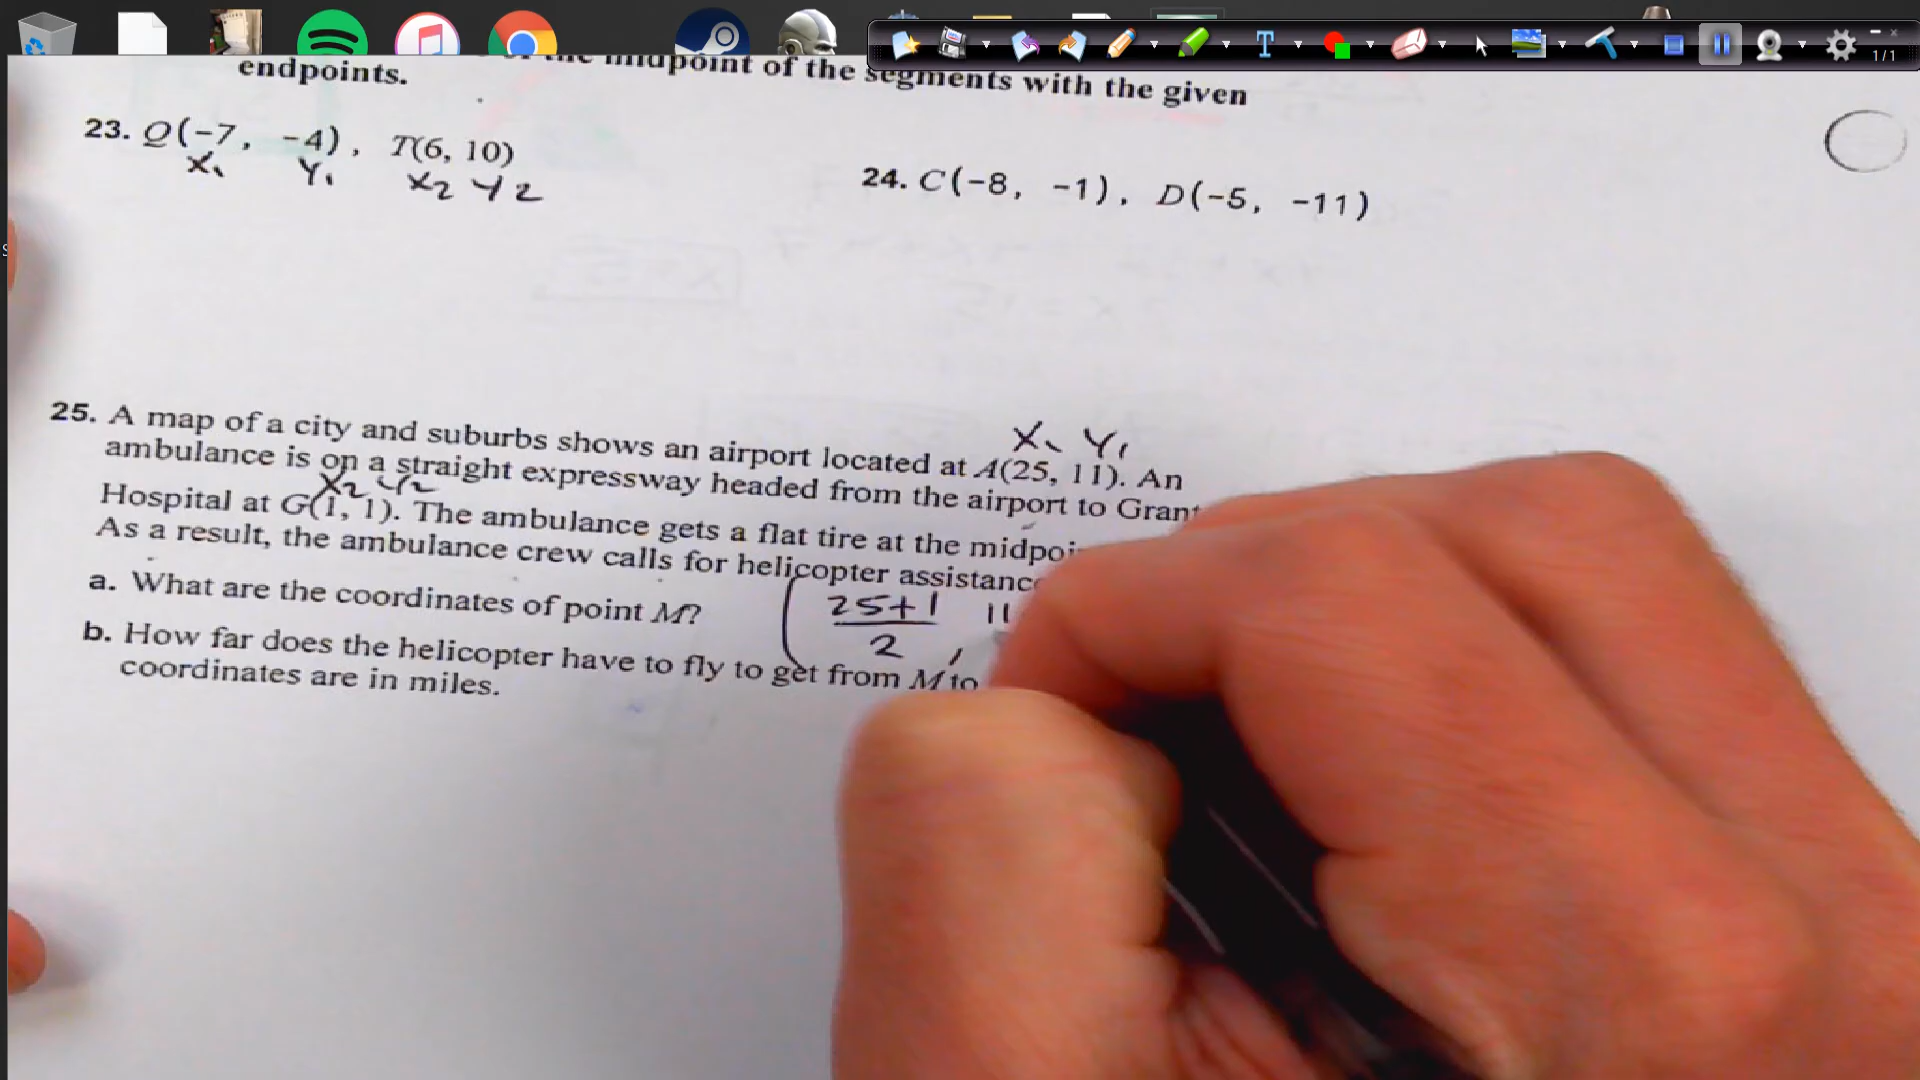 midpoint of the segments with the given
endpoints.
23. Q(-7, -4), T(6, 10)
X₁ Y₁ X₂ Y₂
24. C(-8, -1), D(-5, -11)
X₁ Y₁
25. A map of a city and suburbs shows an airport located at A(25, 11). An
ambulance is on a straight expressway headed from the airport to Grant
X₂ Y₂
Hospital at G(1, 1). The ambulance gets a flat tire at the
As a result, the ambulance crew calls for helicopter
a. What are the coordinates of point M?
( 25+1 11
2 ,
b. How far does the helicopter have to fly to get from M to
coordinates are in miles.
T
1/1